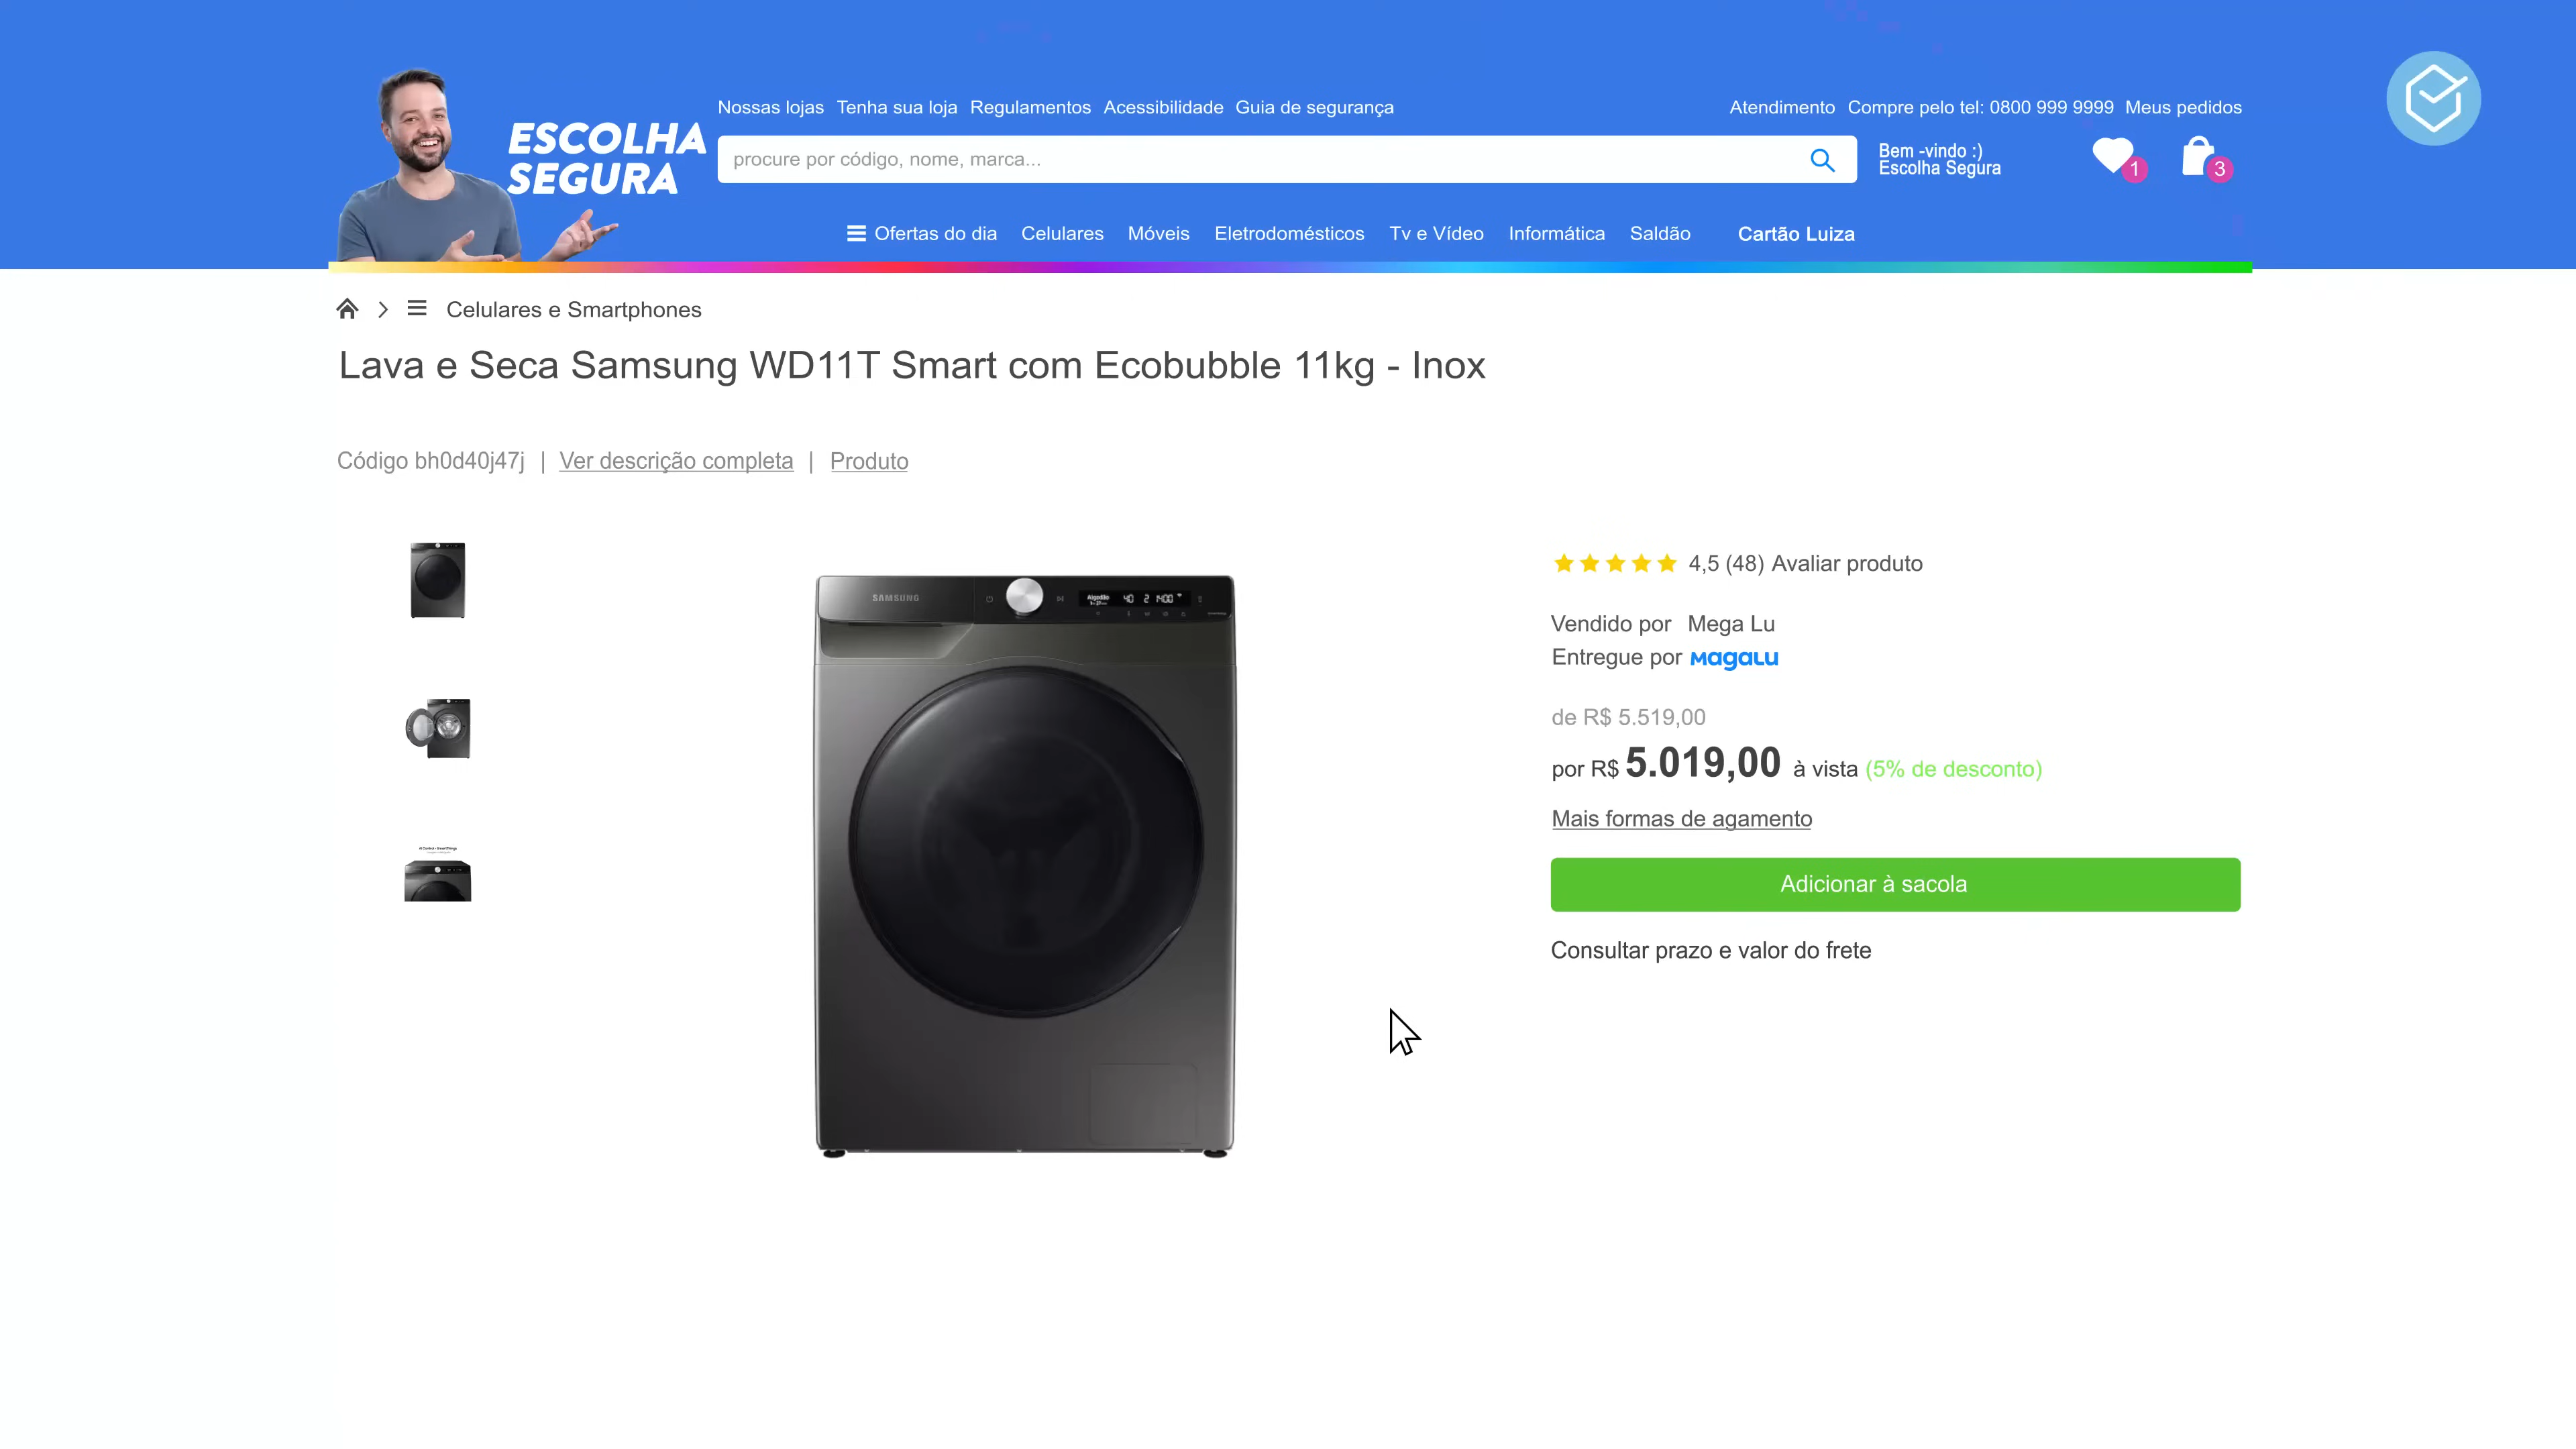 Nossas lojas Tenha sua loja Regulamentos Acessibilidade Guia de segurança
Atendimento Compre pelo tel: 0800 999 9999 Meus pedidos
ESCOLHA
SEGURA
procure por código, nome, marca...
Bem -vindo :)
Escolha Segura
1
3
Ofertas do dia Celulares Móveis Eletrodomésticos Tv e Vídeo Informática Saldão Cartão Luiza
Celulares e Smartphones
Lava e Seca Samsung WD11T Smart com Ecobubble 11kg - Inox
Código bh0d40j47j | Ver descrição completa | Produto
SAMSUNG
Algodão
40 2 1400
4,5 (48) Avaliar produto
Vendido por Mega Lu
Entregue por Magalu
de R$ 5.519,00
por R$ 5.019,00 à vista (5% de desconto)
Mais formas de agamento
Adicionar à sacola
Consultar prazo e valor do frete